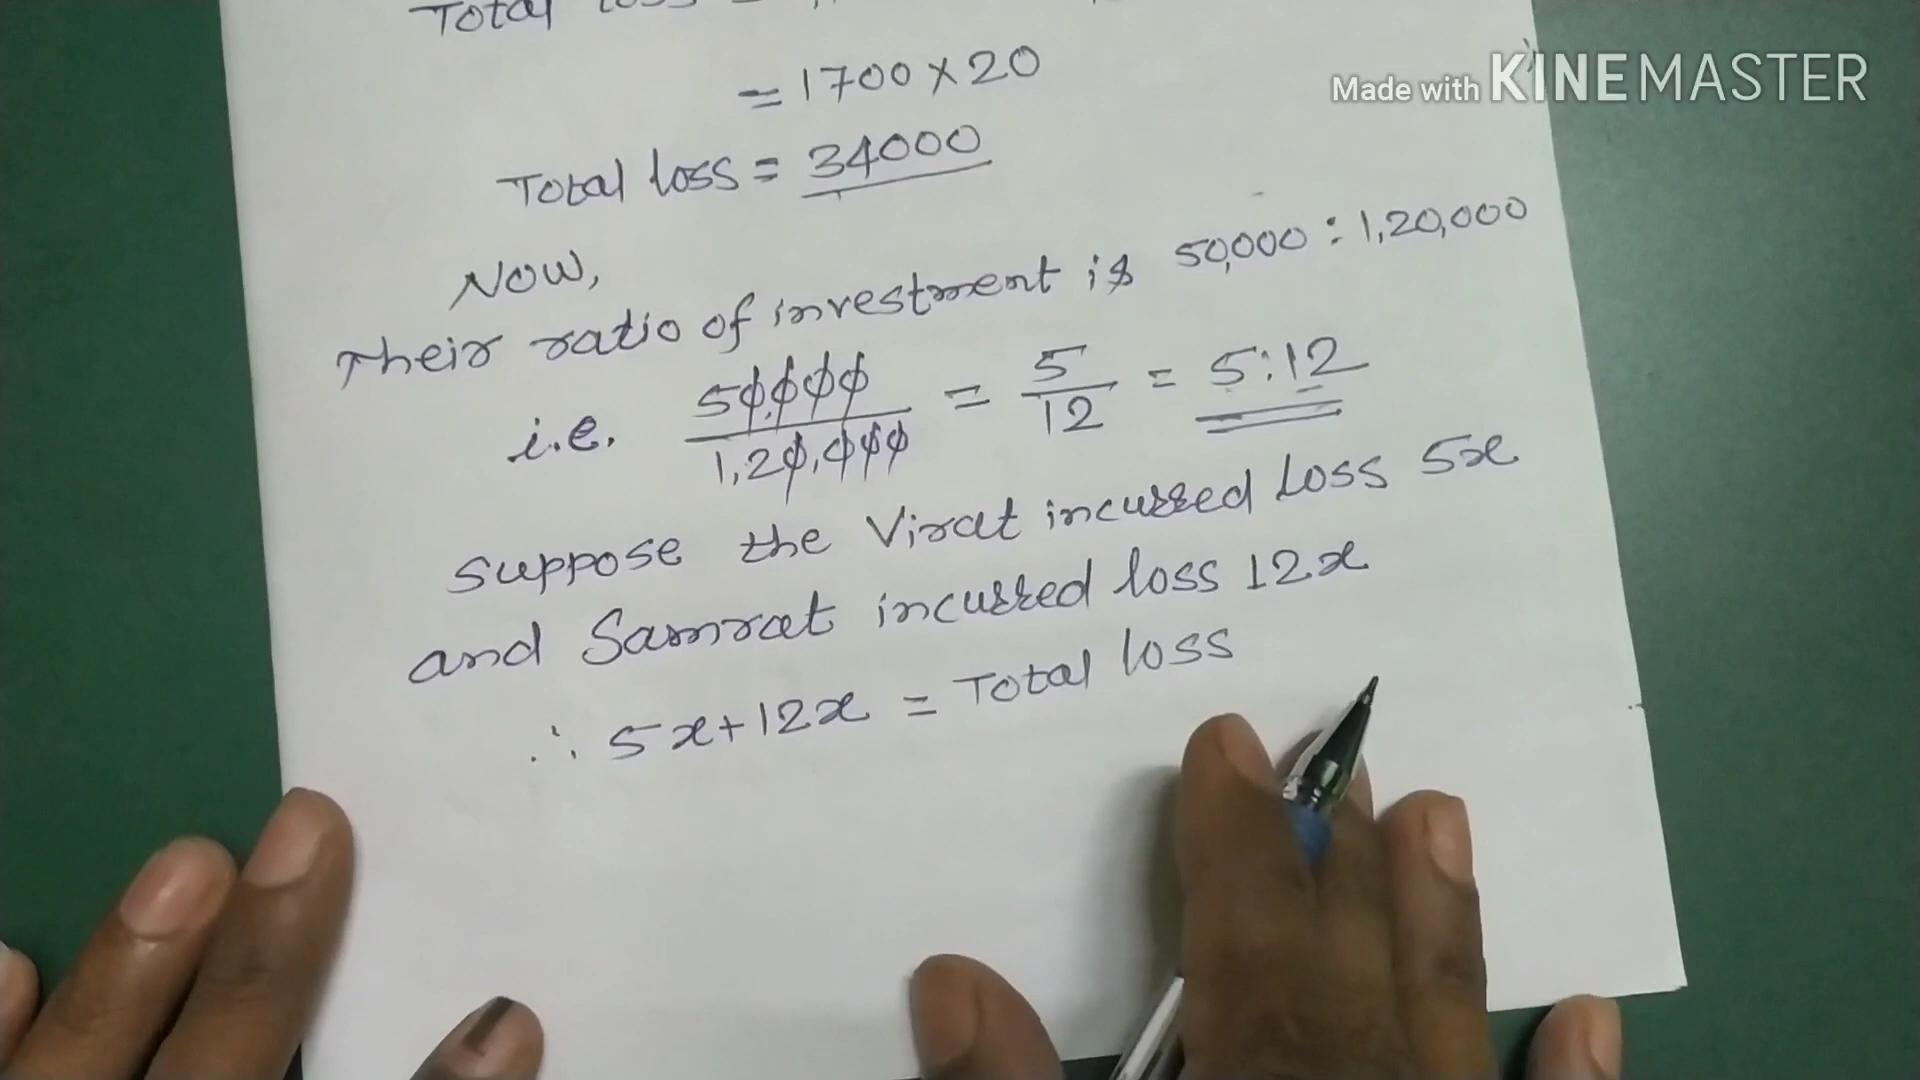 Total loss =
= 1700 × 20
Made with KINEMASTER
Total loss = 34000
Now,
Their ratio of investment is 50,000 : 1,20,000
i.e. 50,000/1,20,000 = 5/12 = 5:12
suppose the Virat incurred loss 5x
and Samrat incurred loss 12x
∴ 5x+12x = Total loss